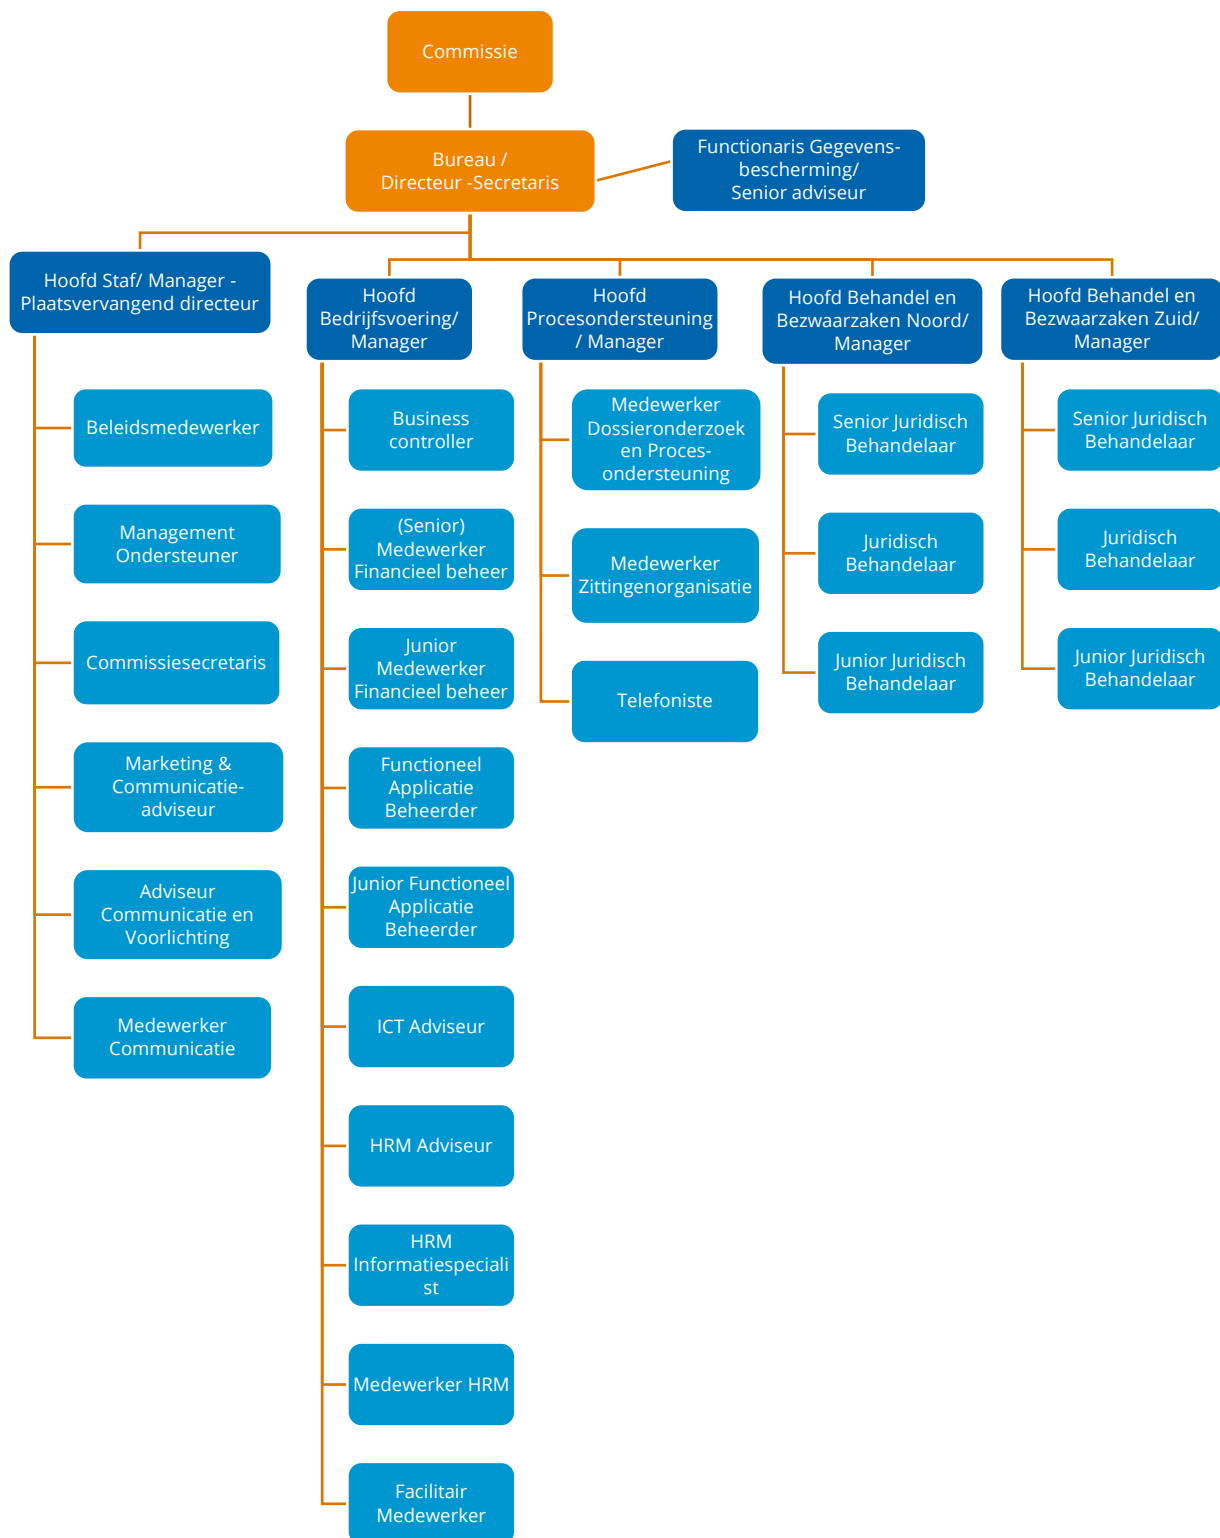 Commissie
Bureau /
Directeur -Secretaris
Functionaris Gegevens-
bescherming/
Senior adviseur
Hoofd Staf/ Manager -
Plaatsvervangend directeur
Beleidsmedewerker
Management
Ondersteuner
Commissiesecretaris
Marketing &
Communicatie-
adviseur
Adviseur
Communicatie en
Voorlichting
Medewerker
Communicatie
Hoofd
Bedrijfsvoering/
Manager
Business
controller
(Senior)
Medewerker
Financieel beheer
Junior
Medewerker
Financieel beheer
Functioneel
Applicatie
Beheerder
Junior Functioneel
Applicatie
Beheerder
ICT Adviseur
HRM Adviseur
HRM
Informatiespeciali
st
Medewerker HRM
Facilitair
Medewerker
Hoofd
Procesondersteuning
/ Manager
Medewerker
Dossieronderzoek
en Proces-
ondersteuning
Medewerker
Zittingenorganisatie
Telefoniste
Hoofd Behandel en
Bezwaarzaken Noord/
Manager
Senior Juridisch
Behandelaar
Juridisch
Behandelaar
Junior Juridisch
Behandelaar
Hoofd Behandel en
Bezwaarzaken Zuid/
Manager
Senior Juridisch
Behandelaar
Juridisch
Behandelaar
Junior Juridisch
Behandelaar